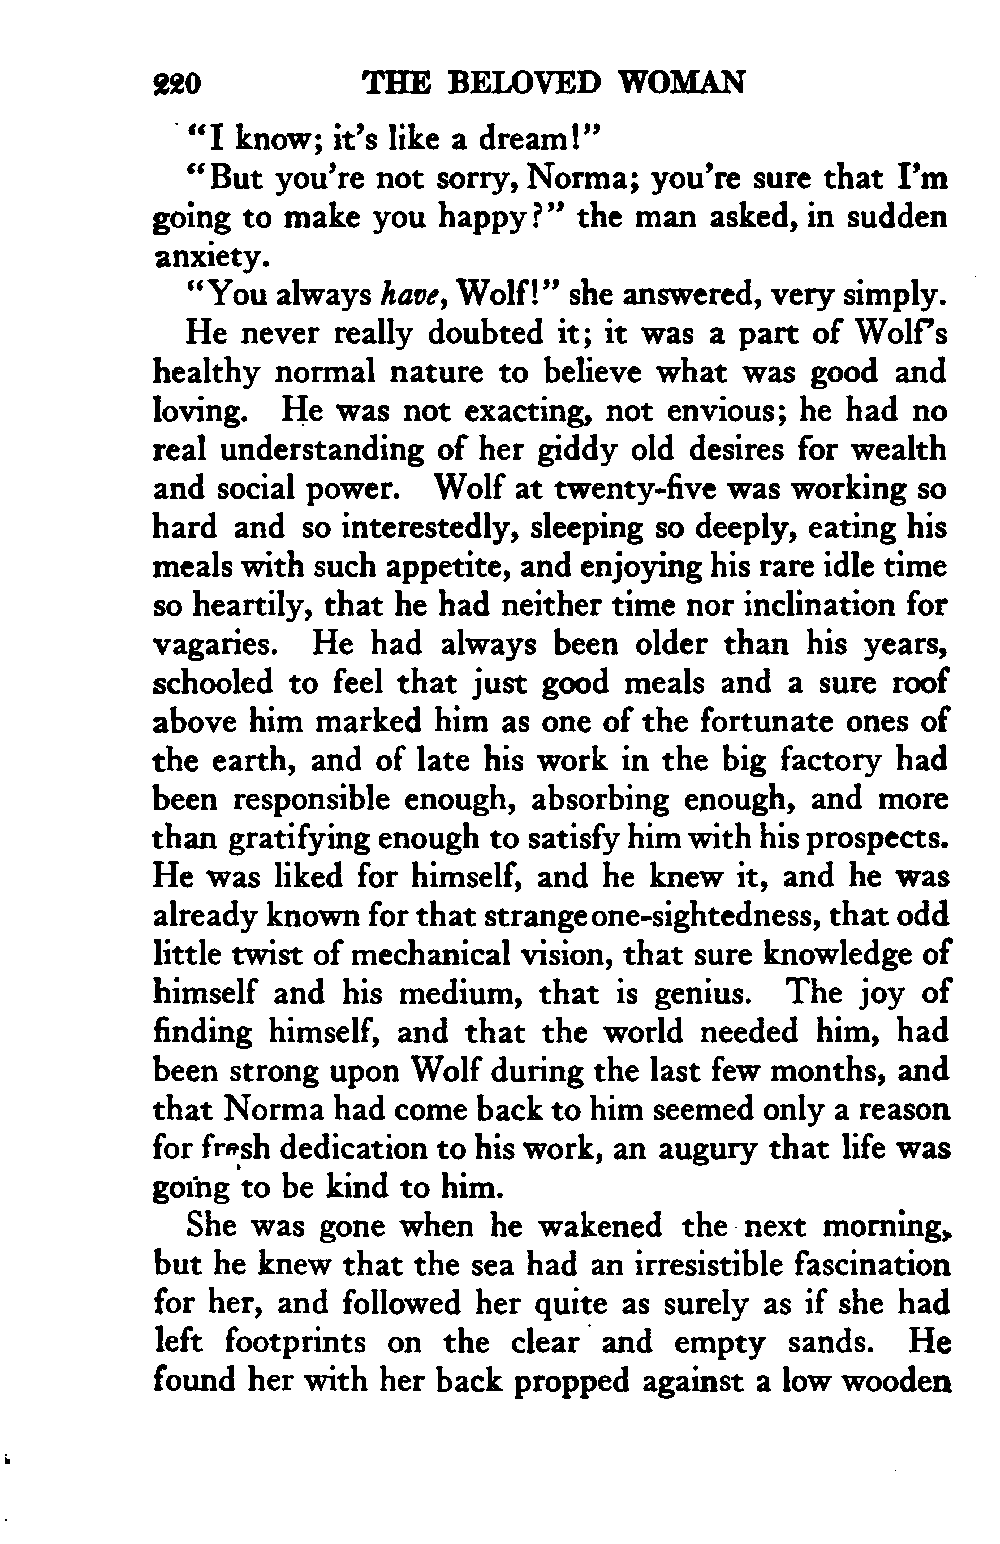 220 THE BELOVED WOMAN
“I know; it’s like a dream!”
“But you’re not sorry, Norma; you’re sure that I’m
going to make you happy?” the man asked, in sudden
anxiety.
“You always have, Wolf!” she answered, very simply.
He never really doubted it; it was a part of Wolf’s
healthy normal nature to believe what was good and
loving. He was not exacting, not envious; he had no
real understanding of her giddy old desires for wealth
and social power. Wolf at twenty-five was working so
hard and so interestedly, sleeping so deeply, eating his
meals with such appetite, and enjoying his rare idle time
so heartily, that he had neither time nor inclination for
vagaries. He had always been older than his years,
schooled to feel that just good meals and a sure roof
above him marked him as one of the fortunate ones of
the earth, and of late his work in the big factory had
been responsible enough, absorbing enough, and more
than gratifying enough to satisfy him with his prospects.
He was liked for himself, and he knew it, and he was
already known for that strange one-sightedness, that odd
little twist of mechanical vision, that sure knowledge of
himself and his medium, that is genius. The joy of
finding himself, and that the world needed him, had
been strong upon Wolf during the last few months, and
that Norma had come back to him seemed only a reason
for fresh dedication to his work, an augury that life was
going to be kind to him.
She was gone when he wakened the next morning,
but he knew that the sea had an irresistible fascination
for her, and followed her quite as surely as if she had
left footprints on the clear and empty sands. He
found her with her back propped against a low wooden